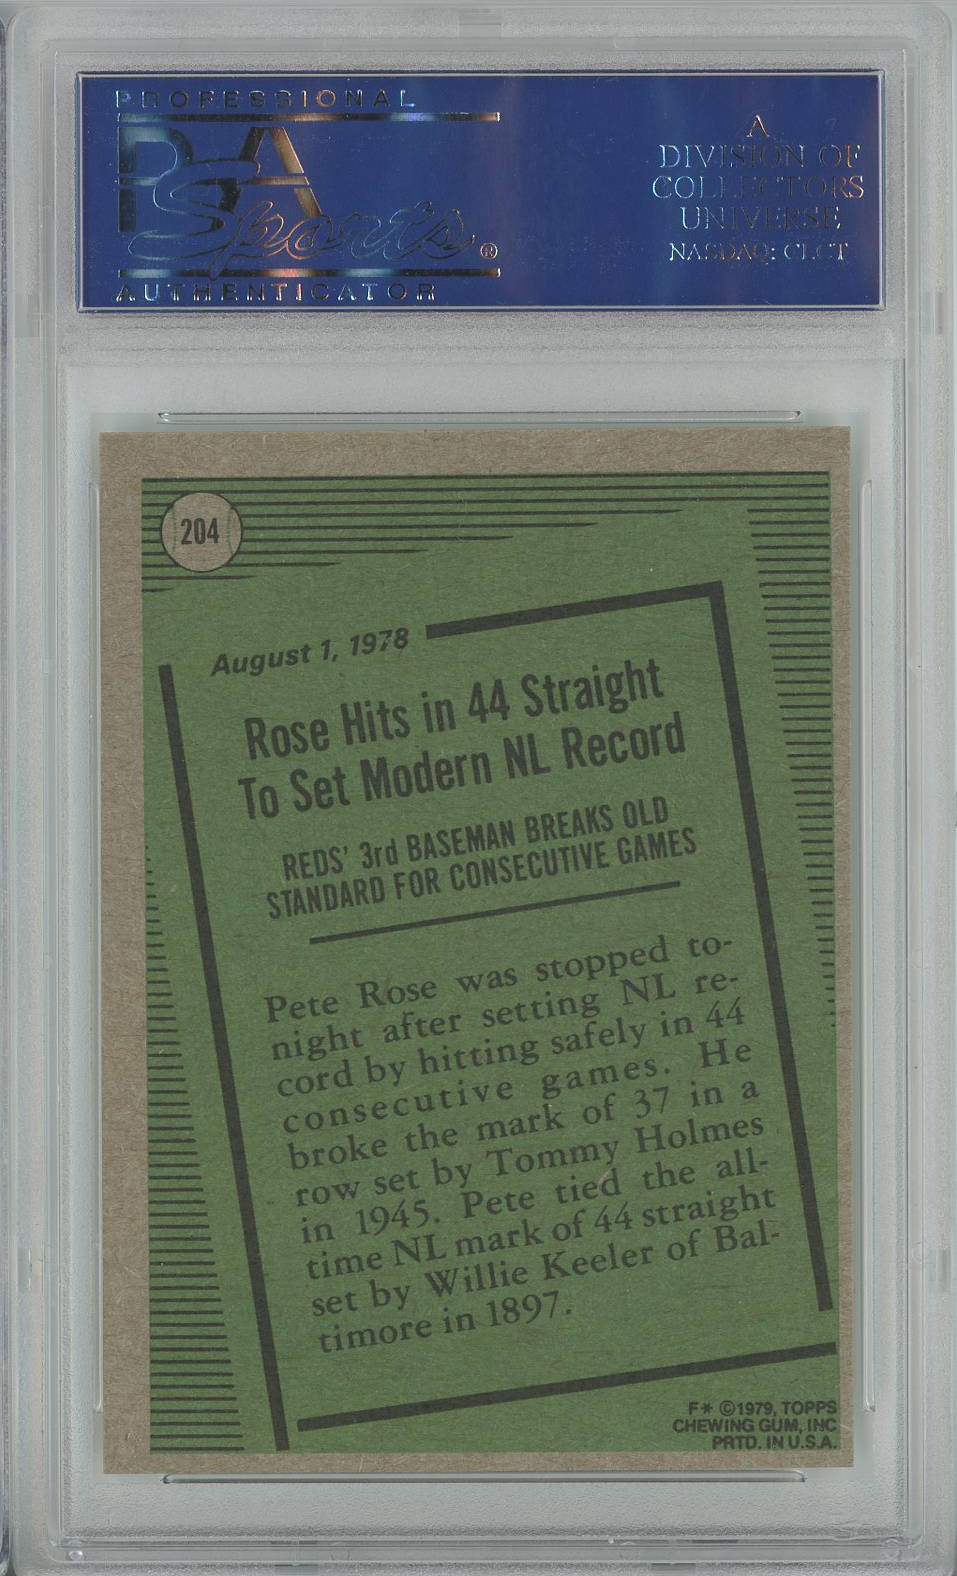 PROFESSIONAL
PSA
Sports ®
AUTHENTICATOR
A
DIVISION OF
COLLECTORS
UNIVERSE
NASDAQ: CLCT
204
August 1, 1978
Rose Hits in 44 Straight
To Set Modern NL Record
REDS' 3rd BASEMAN BREAKS OLD
STANDARD FOR CONSECUTIVE GAMES
Pete Rose was stopped to-
night after setting NL re-
cord by hitting safely in 44
consecutive games. He
broke the mark of 37 in a
row set by Tommy Holmes
in 1945. Pete tied the all-
time NL mark of 44 straight
set by Willie Keeler of Bal-
timore in 1897.
F* ©1979, TOPPS
CHEWING GUM, INC
PRTD. IN U.S.A.